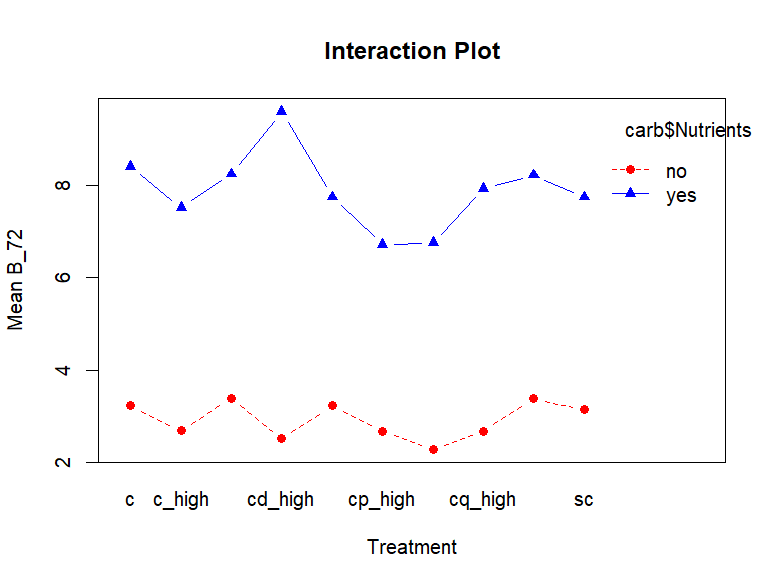 Interaction Plot
carb$Nutrients
no
yes
8
6
4
2
Mean B_72
c c_high cd_high cp_high cq_high sc
Treatment